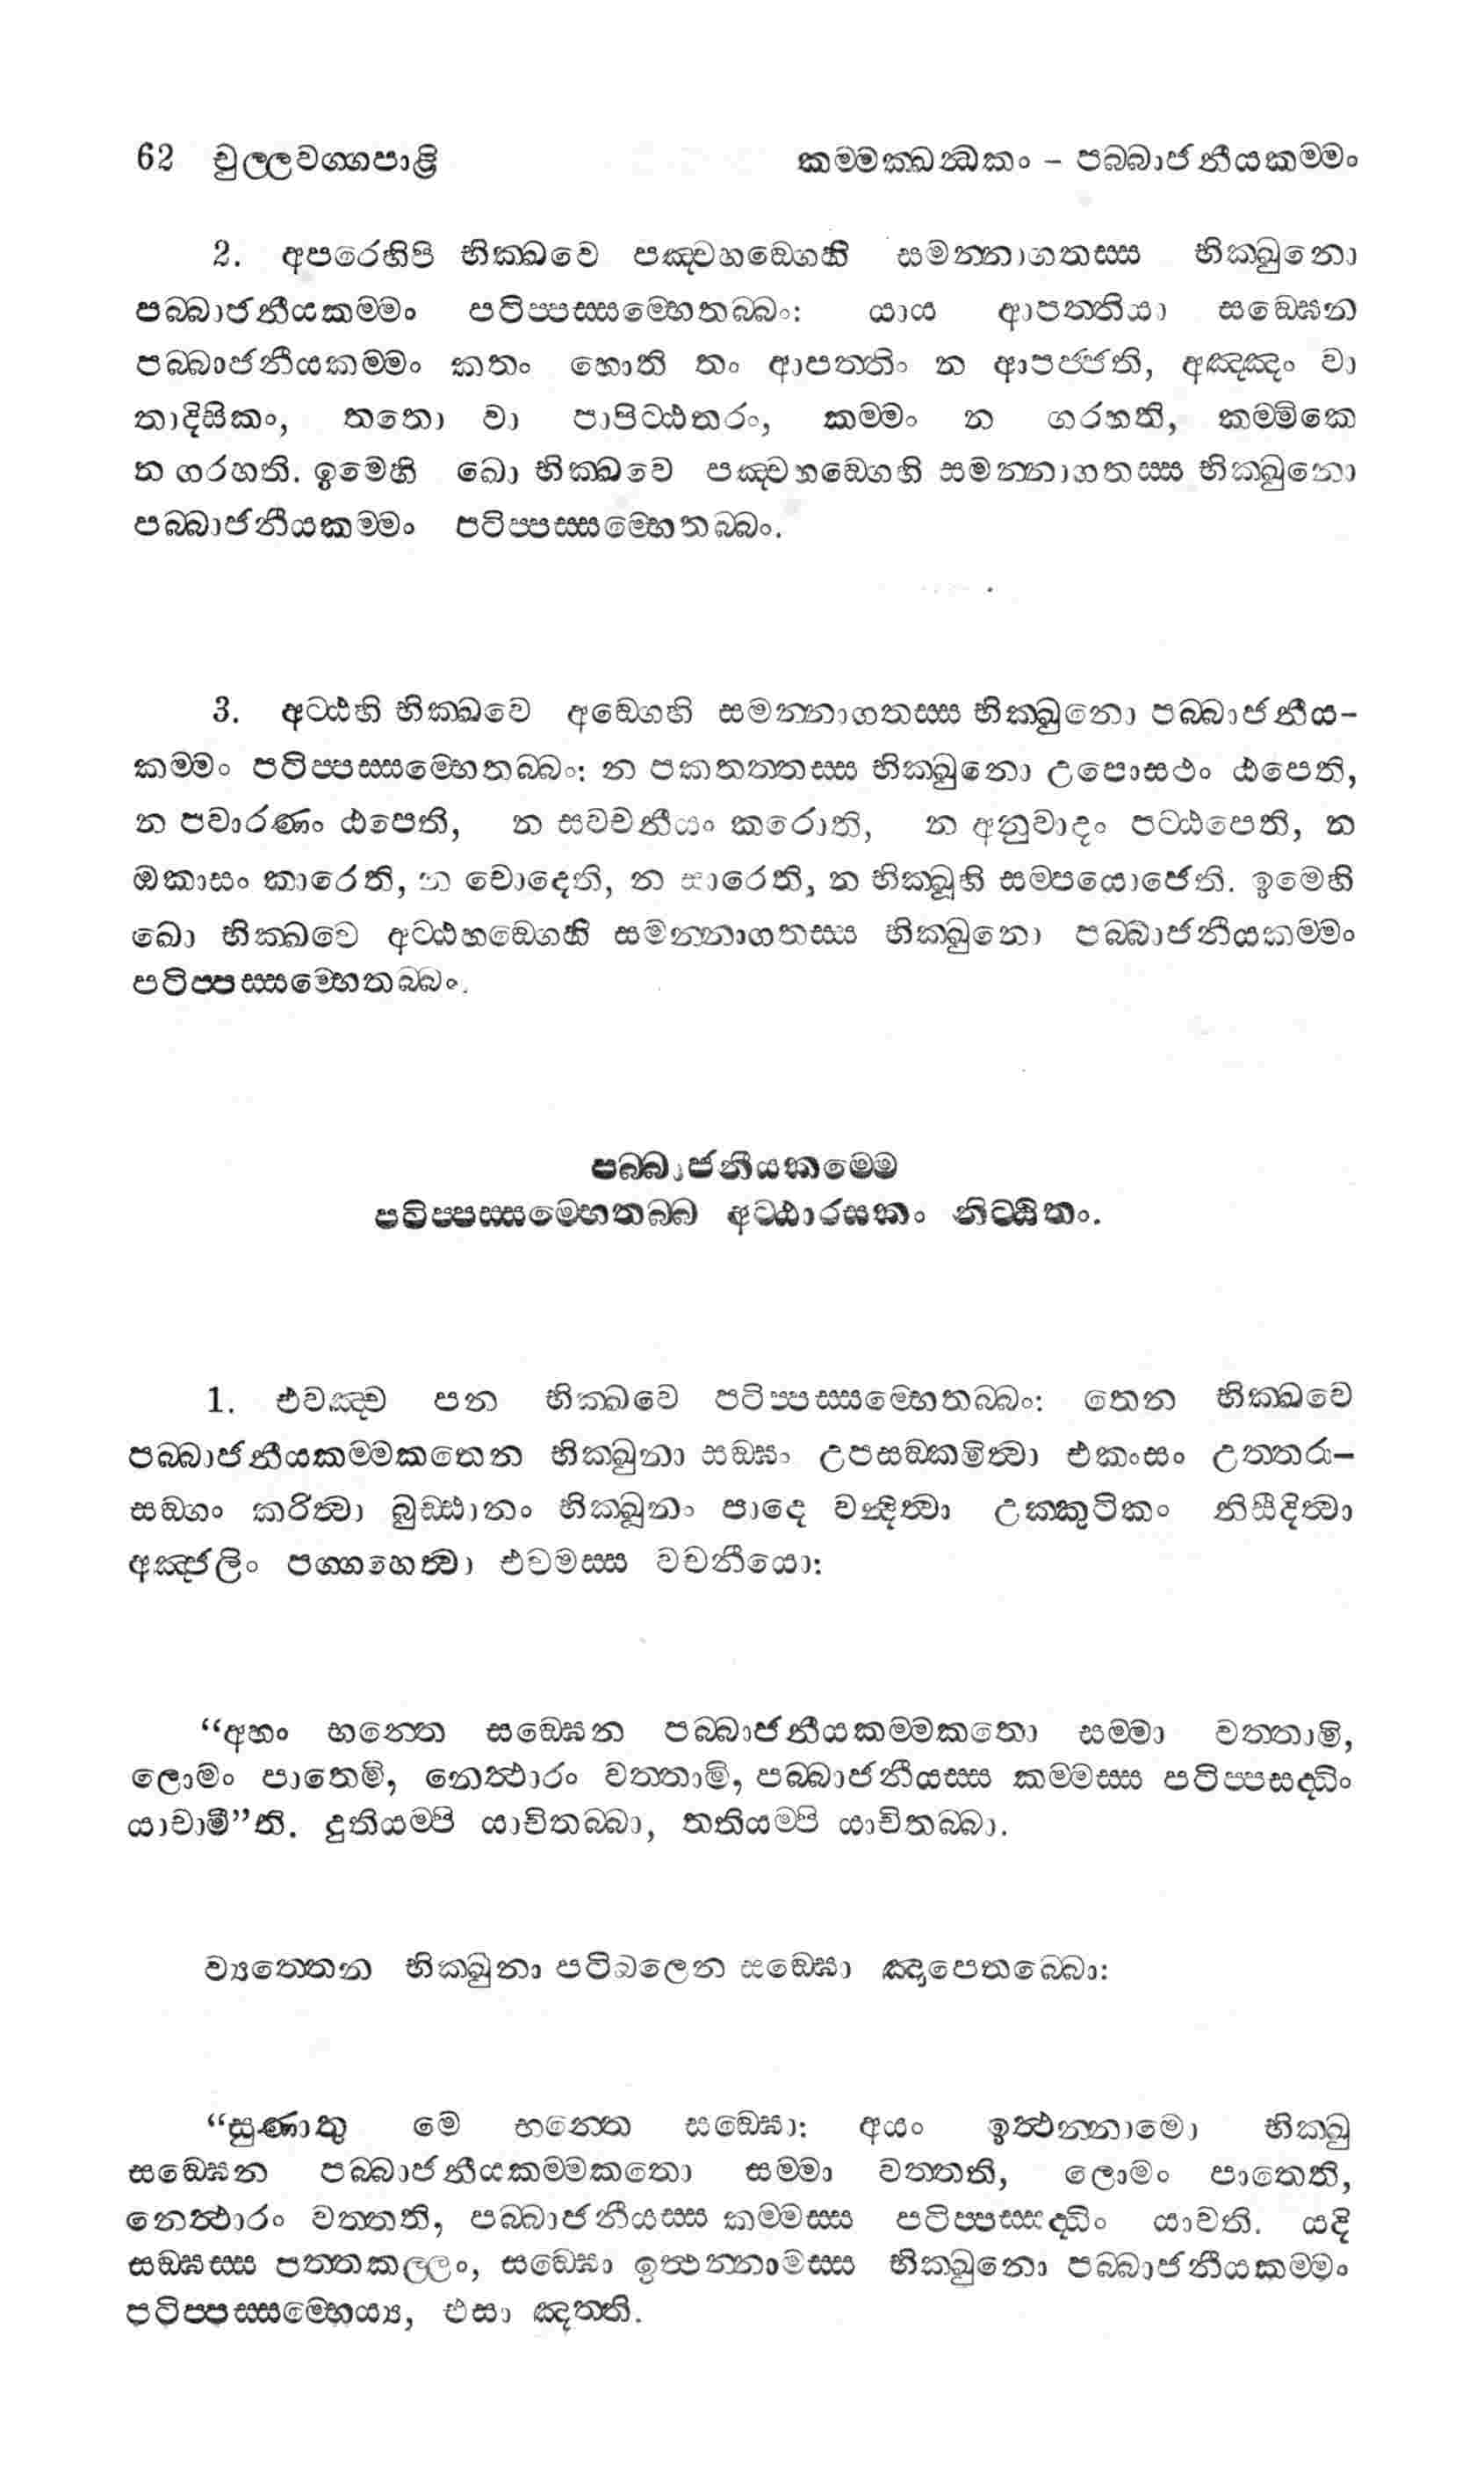 62 චුල්ලවග්ගපාළි කම්මක්ඛන්ධකං – පබ්බාජනීයකම්මං
2. අපරෙහිපි භික්ඛවෙ පඤ්චහඞ්ගෙහි සමන්නාගතස්ස භික්ඛුනො
පබ්බාජනීයකම්මං පටිප්පස්සම්භෙතබ්බං: යාය ආපත්තියා සඞ්ඝෙන
පබ්බාජනීයකම්මං කතං හොති තං ආපත්තිං න ආපජ්ජති, අඤ්ඤං වා
තාදිසිකං, තතො වා පාපිට්ඨතරං, කම්මං න ගරහති, කම්මිකෙ
න ගරහති. ඉමෙහි ඛො භික්ඛවෙ පඤ්චහඞ්ගෙහි සමන්නාගතස්ස භික්ඛුනො
පබ්බාජනීයකම්මං පටිප්පස්සම්භෙතබ්බං.
3. අට්ඨහි භික්ඛවෙ අඞ්ගෙහි සමන්නාගතස්ස භික්ඛුනො පබ්බාජනීය-
කම්මං පටිප්පස්සම්භෙතබ්බං: න පකතත්තස්ස භික්ඛුනො උපොසථං ඨපෙති,
න පවාරණං ඨපෙති, න සවචනීයං කරොති, න අනුවාදං පට්ඨපෙති, න
ඔකාසං කාරෙති, න චොදෙති, න සාරෙති, න භික්ඛූහි සම්පයොජෙති. ඉමෙහි
ඛො භික්ඛවෙ අට්ඨහඞ්ගෙහි සමන්නාගතස්ස භික්ඛුනො පබ්බාජනීයකම්මං
පටිප්පස්සම්භෙතබ්බං.
පබ්බාජනීයකම්මෙ
පටිප්පස්සම්භෙතබ්බ අට්ඨාරසකං නිට්ඨිතං.
1. එවඤ්ච පන භික්ඛවෙ පටිප්පස්සම්භෙතබ්බං: තෙන භික්ඛවෙ
පබ්බාජනීයකම්මකතෙන භික්ඛුනා සඞ්ඝං උපසඞ්කමිත්වා එකංසං උත්තරා–
සඞ්ගං කරිත්වා බුඩ්ඪානං භික්ඛූනං පාදෙ වන්දිත්වා උක්කුටිකං නිසීදිත්වා
අඤ්ජලිං පග්ගහෙත්වා එවමස්ස වචනීයො:
“අහං භන්තෙ සඞ්ඝෙන පබ්බාජනීයකම්මකතො සම්මා වත්තාමි,
ලොමං පාතෙමි, නෙත්ථාරං වත්තාමි, පබ්බාජනීයස්ස කම්මස්ස පටිප්පසද්ධිං
යාචාමී”ති. දුතියම්පි යාචිතබ්බා, තතියම්පි යාචිතබ්බා.
ව්‍යත්තෙන භික්ඛුනා පටිබලෙන සඞ්ඝො ඤාපෙතබ්බො:
“සුණාතු මෙ භන්තෙ සඞ්ඝො: අයං ඉත්ථන්නාමො භික්ඛු
සඞ්ඝෙන පබ්බාජනීයකම්මකතො සම්මා වත්තති, ලොමං පාතෙති,
නෙත්ථාරං වත්තති, පබ්බාජනීයස්ස කම්මස්ස පටිප්පස්සද්ධිං යාචති. යදි
සඞ්ඝස්ස පත්තකල්ලං, සඞ්ඝො ඉත්ථන්නාමස්ස භික්ඛුනො පබ්බාජනීයකම්මං
පටිප්පස්සම්භෙය්‍ය, එසා ඤත්ති.